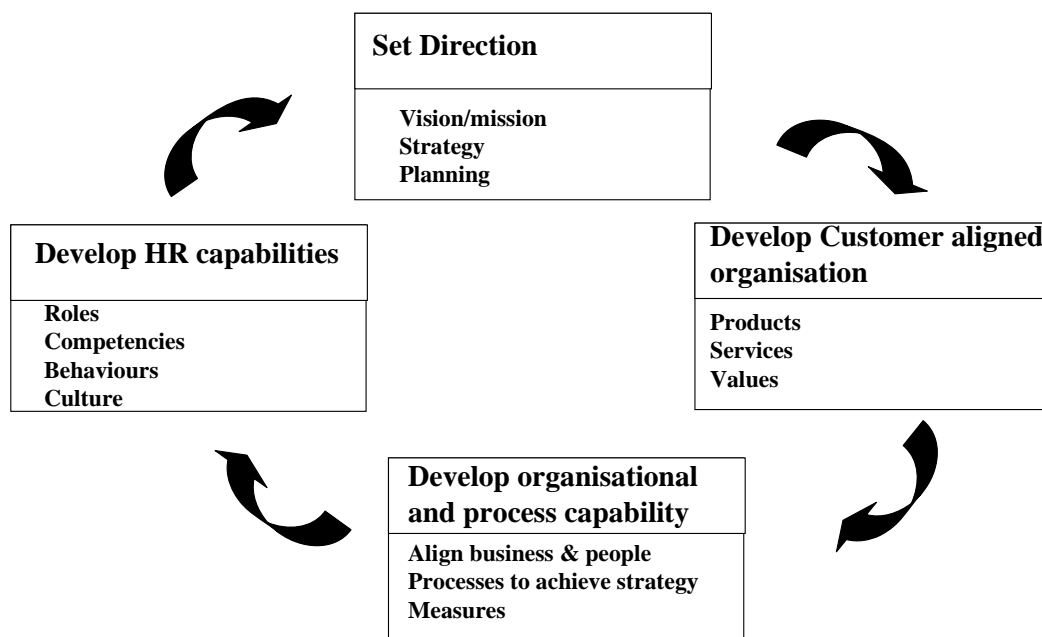 Set Direction
Vision/mission
Strategy
Planning
Develop Customer aligned
organisation
Products
Services
Values
Develop organisational
and process capability
Align business & people
Processes to achieve strategy
Measures
Develop HR capabilities
Roles
Competencies
Behaviours
Culture